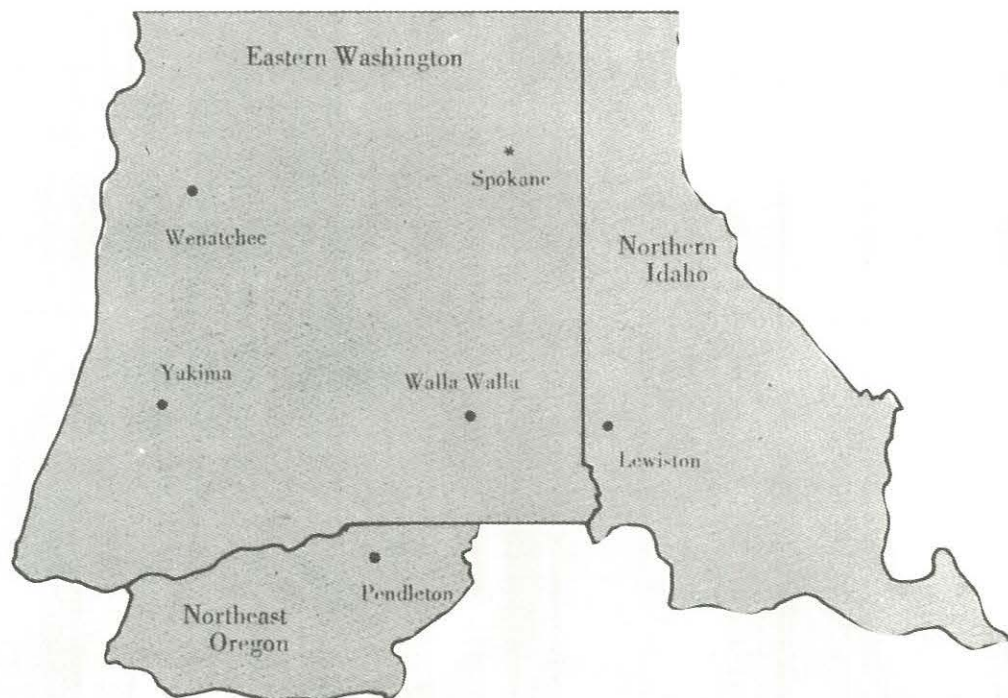 Eastern Washington
Spokane
Wenatchee
Northern
Idaho
Yakima
Walla Walla
Lewiston
Pendleton
Northeast
Oregon